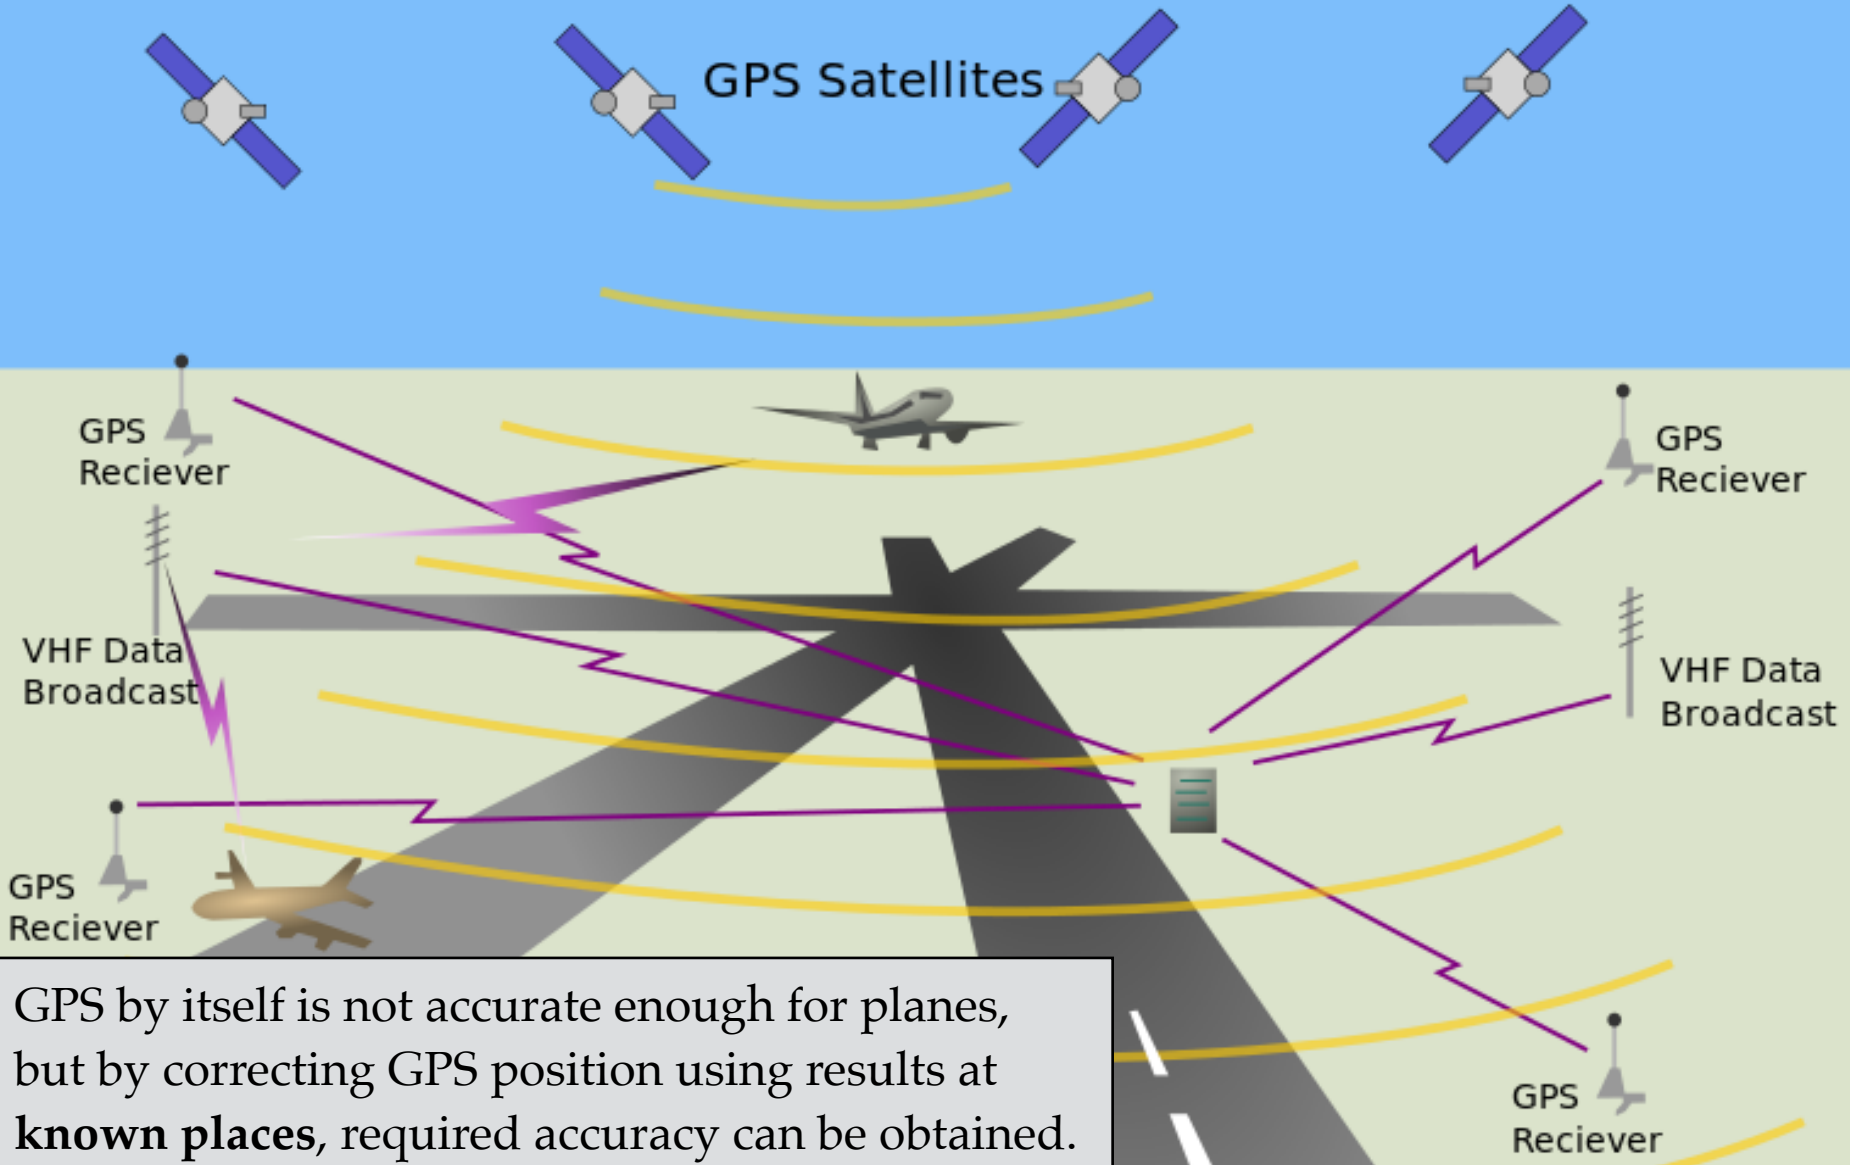 GPS Satellites
GPS
Reciever
GPS
Reciever
VHF Data
Broadcast
VHF Data
Broadcast
GPS
Reciever
GPS by itself is not accurate enough for planes,
but by correcting GPS position using results at
known places, required accuracy can be obtained.
GPS
Reciever